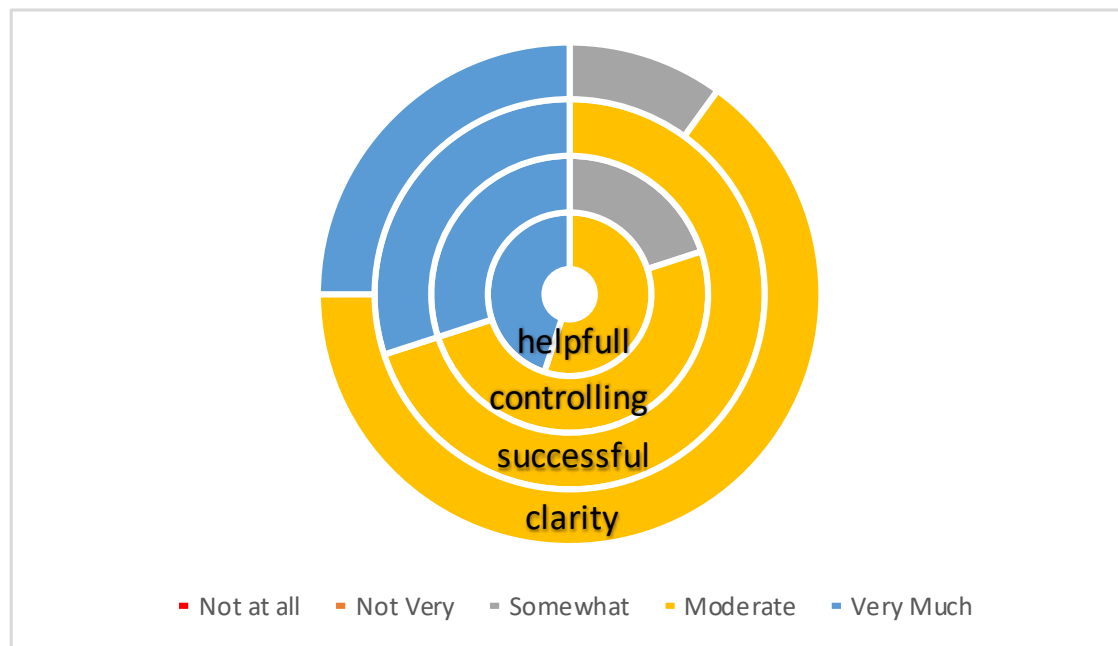 helpfull
controlling
successful
clarity
Not at all Not Very Somewhat Moderate Very Much